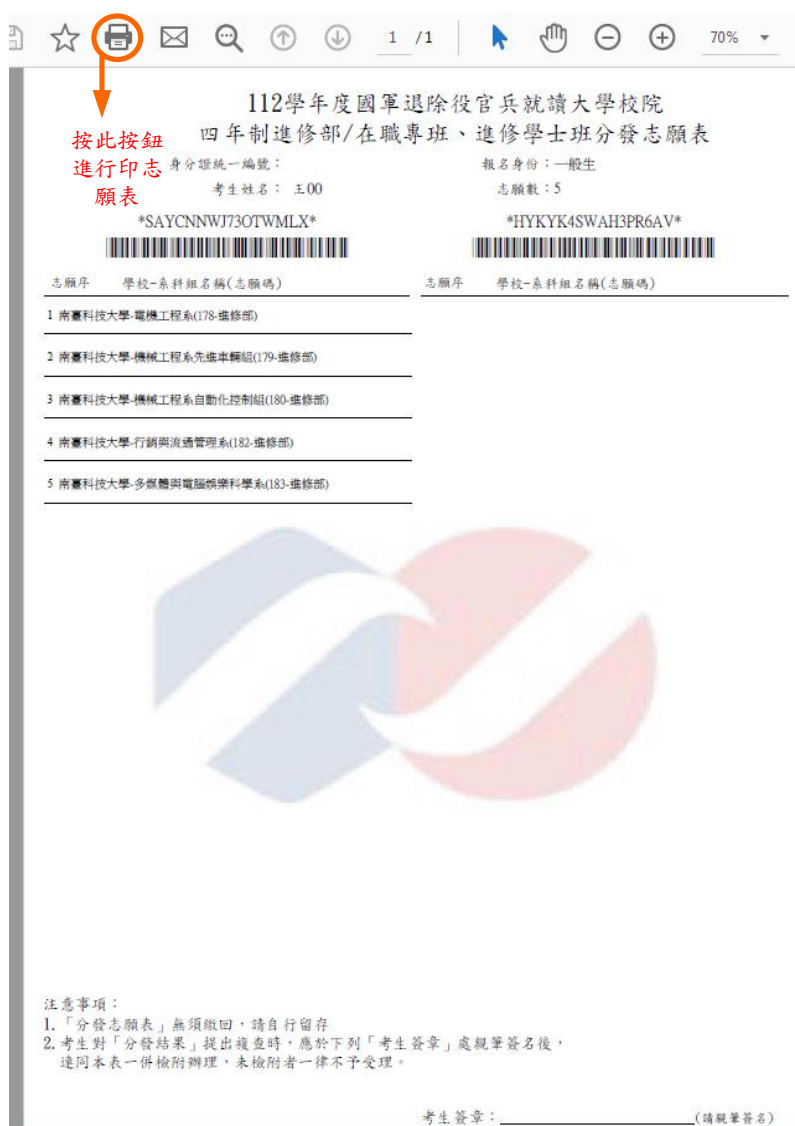 1 /1 70%
按此按鈕
進行印志
願表
112學年度國軍退除役官兵就讀大學校院
四年制進修部/在職專班、進修學士班分發志願表
身分證統一編號：
報名身份：一般生
考生姓名： 王00
志願數：5
*SAYCNNWJ73OTWMLX*
*HYKYK4SWAH3PR6AV*
志願序 學校-系科組名稱(志願碼)
志願序 學校-系科組名稱(志願碼)
1 南臺科技大學-電機工程系(178-進修部)
2 南臺科技大學-機械工程系先進車輛組(179-進修部)
3 南臺科技大學-機械工程系自動化控制組(180-進修部)
4 南臺科技大學-行銷與流通管理系(182-進修部)
5 南臺科技大學-多媒體與電腦娛樂科學系(183-進修部)
注意事項：
1.「分發志願表」無須繳回，請自行留存
2.考生對「分發結果」提出複查時，應於下列「考生簽章」處親筆簽名後，
連同本表一併檢附辦理，未檢附者一律不予受理。
考生簽章：(請親筆簽名)